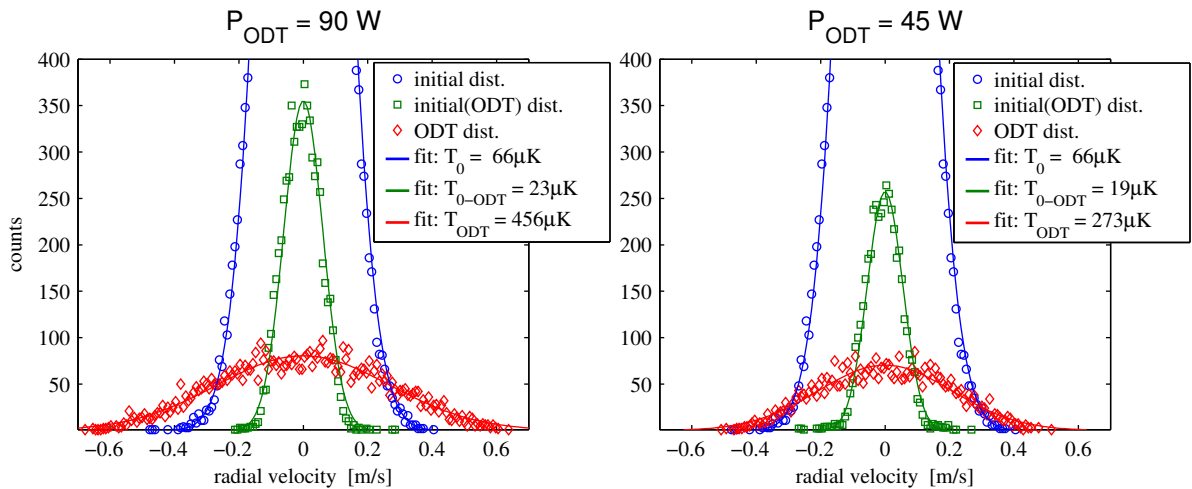 P_ODT = 90 W
400
350
300
250
200
150
100
50
counts
−0.6 −0.4 −0.2 0 0.2 0.4 0.6
radial velocity [m/s]
initial dist.
initial(ODT) dist.
ODT dist.
fit: T_0 = 66μK
fit: T_0−ODT = 23μK
fit: T_ODT = 456μK
P_ODT = 45 W
400
350
300
250
200
150
100
50
−0.6 −0.4 −0.2 0 0.2 0.4 0.6
radial velocity [m/s]
initial dist.
initial(ODT) dist.
ODT dist.
fit: T_0 = 66μK
fit: T_0−ODT = 19μK
fit: T_ODT = 273μK